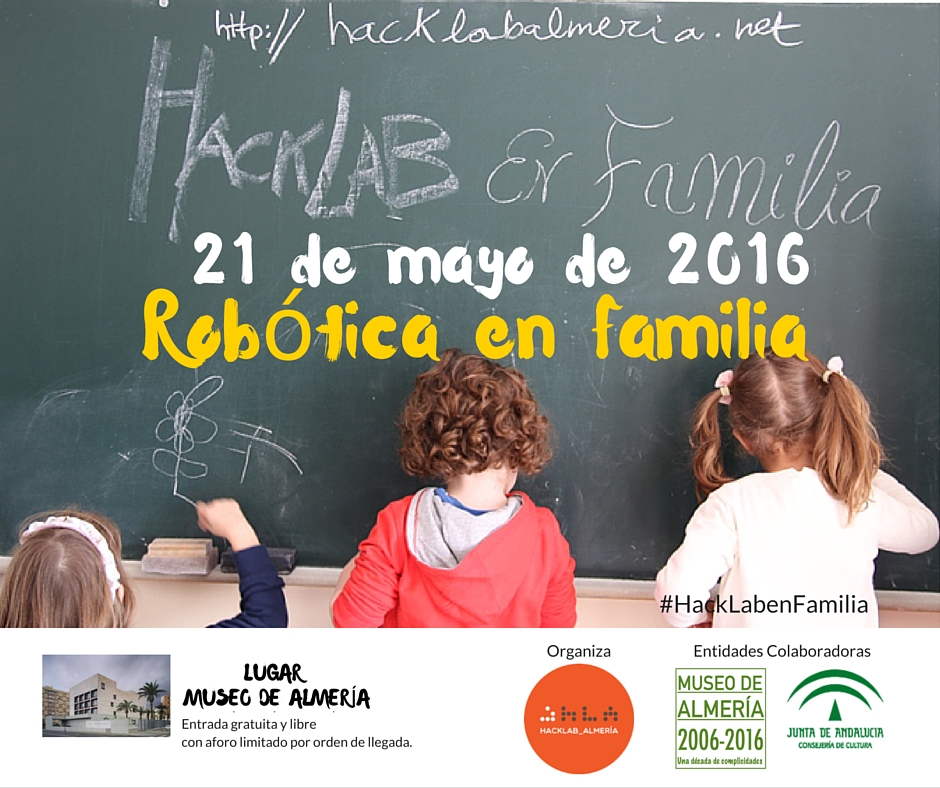 http:// hacklabalmeria.net
HackLAB En Familia
21 de mayo de 2016
RobÓtica en familia
#HackLabenFamilia
LUGAR
MUSEO DE ALMERÍA
Entrada gratuita y libre
con aforo limitado por orden de llegada.
Organiza
HACKLAB_ALMERÍA
Entidades Colaboradoras
MUSEO DE
ALMERÍA
2006-2016
Una década de complicidades
JUNTA DE ANDALUCIA
CONSEJERÍA DE CULTURA